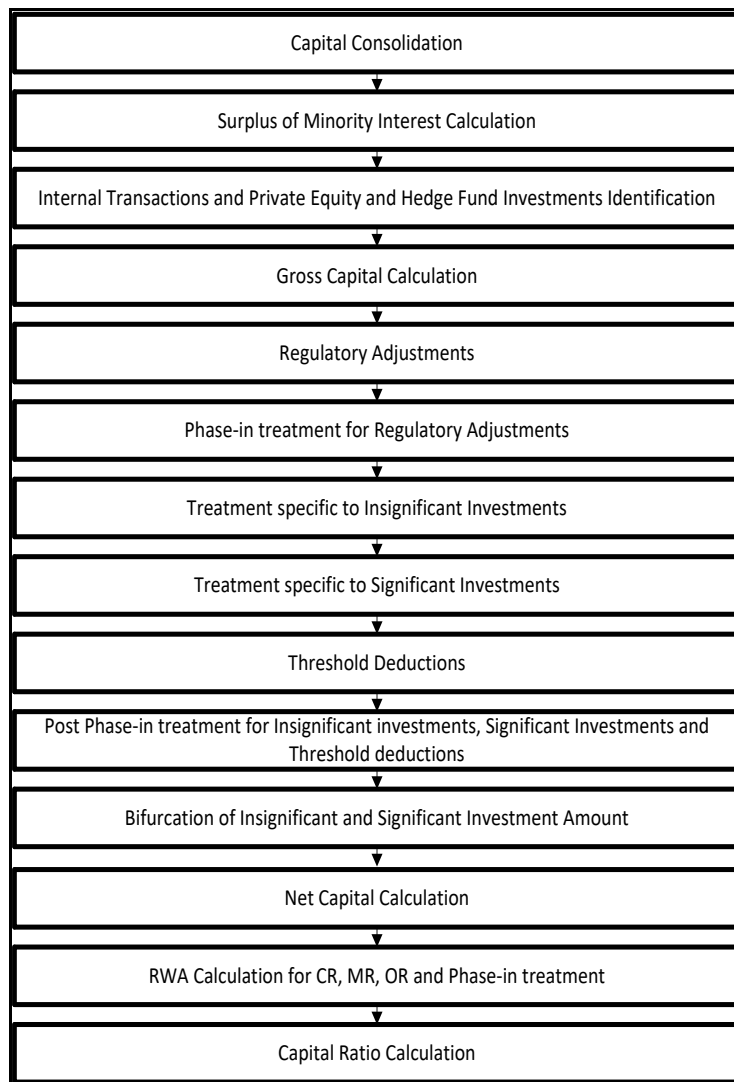 Capital Consolidation
Surplus of Minority Interest Calculation
Internal Transactions and Private Equity and Hedge Fund Investments Identification
Gross Capital Calculation
Regulatory Adjustments
Phase-in treatment for Regulatory Adjustments
Treatment specific to Insignificant Investments
Treatment specific to Significant Investments
Threshold Deductions
Post Phase-in treatment for Insignificant investments, Significant Investments and
Threshold deductions
Bifurcation of Insignificant and Significant Investment Amount
Net Capital Calculation
RWA Calculation for CR, MR, OR and Phase-in treatment
Capital Ratio Calculation